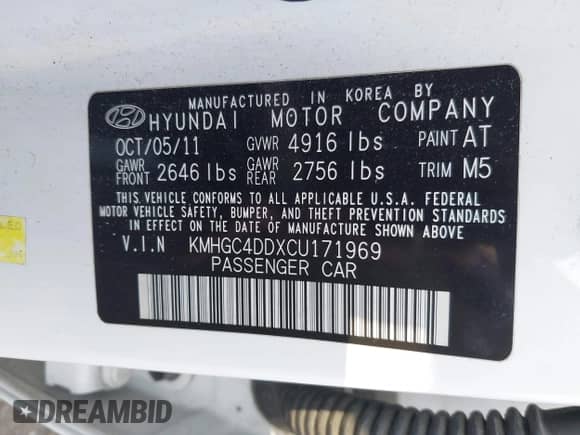 MANUFACTURED IN KOREA BY
HYUNDAI MOTOR COMPANY
OCT/05/11 GVWR 4916 lbs PAINT AT
GAWR FRONT 2646 lbs GAWR REAR 2756 lbs TRIM M5
THIS VEHICLE CONFORMS TO ALL APPLICABLE U.S.A. FEDERAL
MOTOR VEHICLE SAFETY, BUMPER, AND THEFT PREVENTION STANDARDS
IN EFFECT ON THE DATE OF MANUFACTURE SHOWN ABOVE
V.I.N KMHGC4DDXCU171969
PASSENGER CAR
DREAMBID